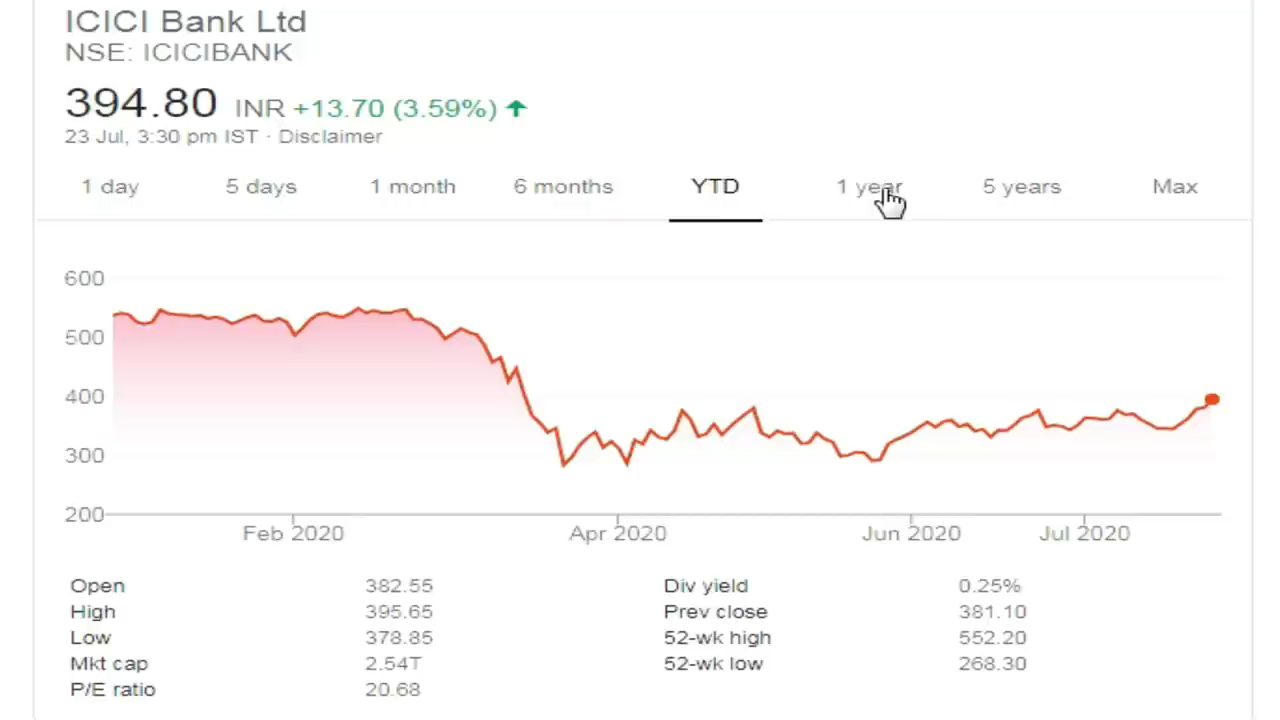 ICICI Bank Ltd
NSE: ICICIBANK
394.80 INR +13.70 (3.59%)
23 Jul, 3:30 pm IST · Disclaimer
1 day 5 days 1 month 6 months YTD 1 year 5 years Max
600
500
400
300
200
Feb 2020 Apr 2020 Jun 2020 Jul 2020
Open 382.55 Div yield 0.25%
High 395.65 Prev close 381.10
Low 378.85 52-wk high 552.20
Mkt cap 2.54T 52-wk low 268.30
P/E ratio 20.68